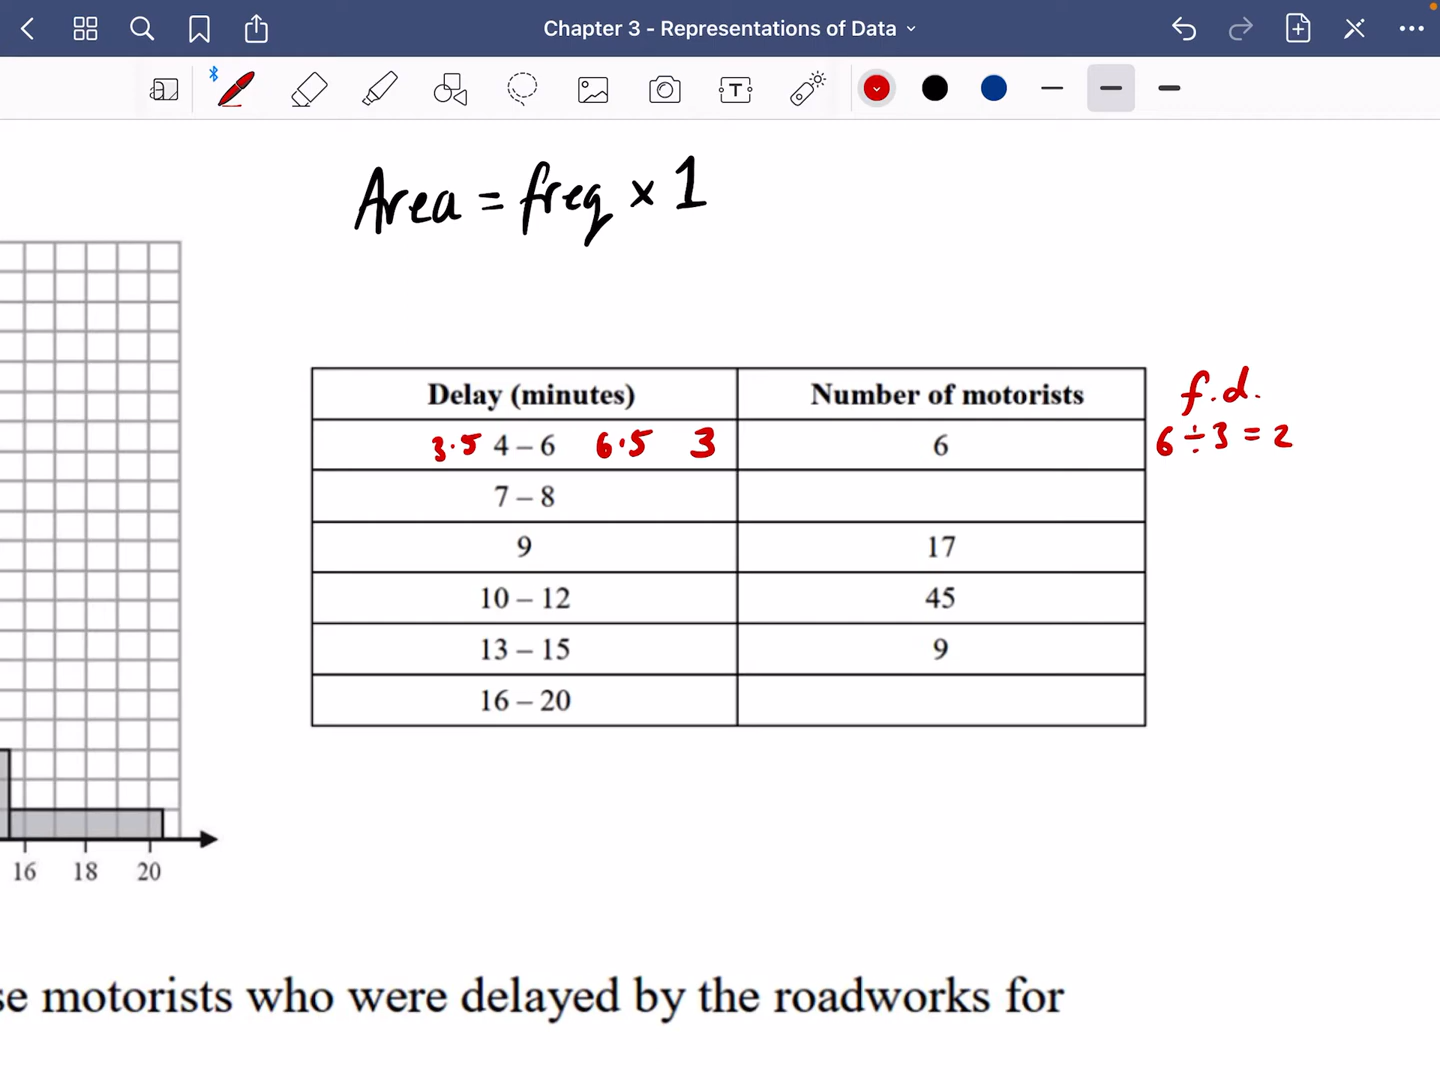 Chapter 3 - Representations of Data
Area = freq × 1
Delay (minutes) Number of motorists f.d.
3.5 4 – 6 6.5 3 6 6 ÷ 3 = 2
7 – 8
9 17
10 – 12 45
13 – 15 9
16 – 20
16 18 20
se motorists who were delayed by the roadworks for